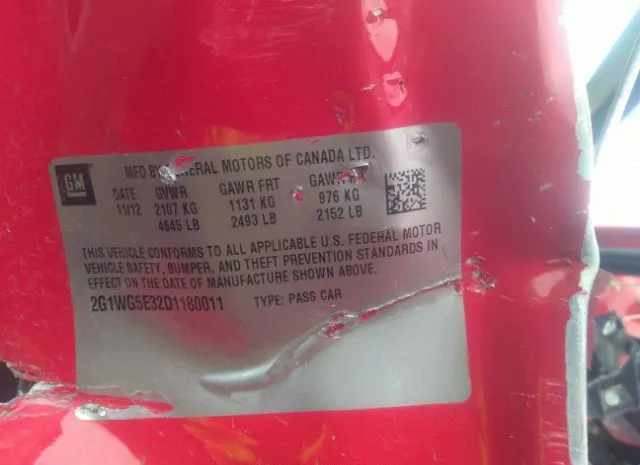 GM
MFD BY GENERAL MOTORS OF CANADA LTD.
DATE GVWR GAWR FRT GAWR RR
11/12 2107 KG 1131 KG 976 KG
4645 LB 2493 LB 2152 LB
THIS VEHICLE CONFORMS TO ALL APPLICABLE U.S. FEDERAL MOTOR
VEHICLE SAFETY, BUMPER, AND THEFT PREVENTION STANDARDS IN
EFFECT ON THE DATE OF MANUFACTURE SHOWN ABOVE.
2G1WG5E32D1180011 TYPE: PASS CAR